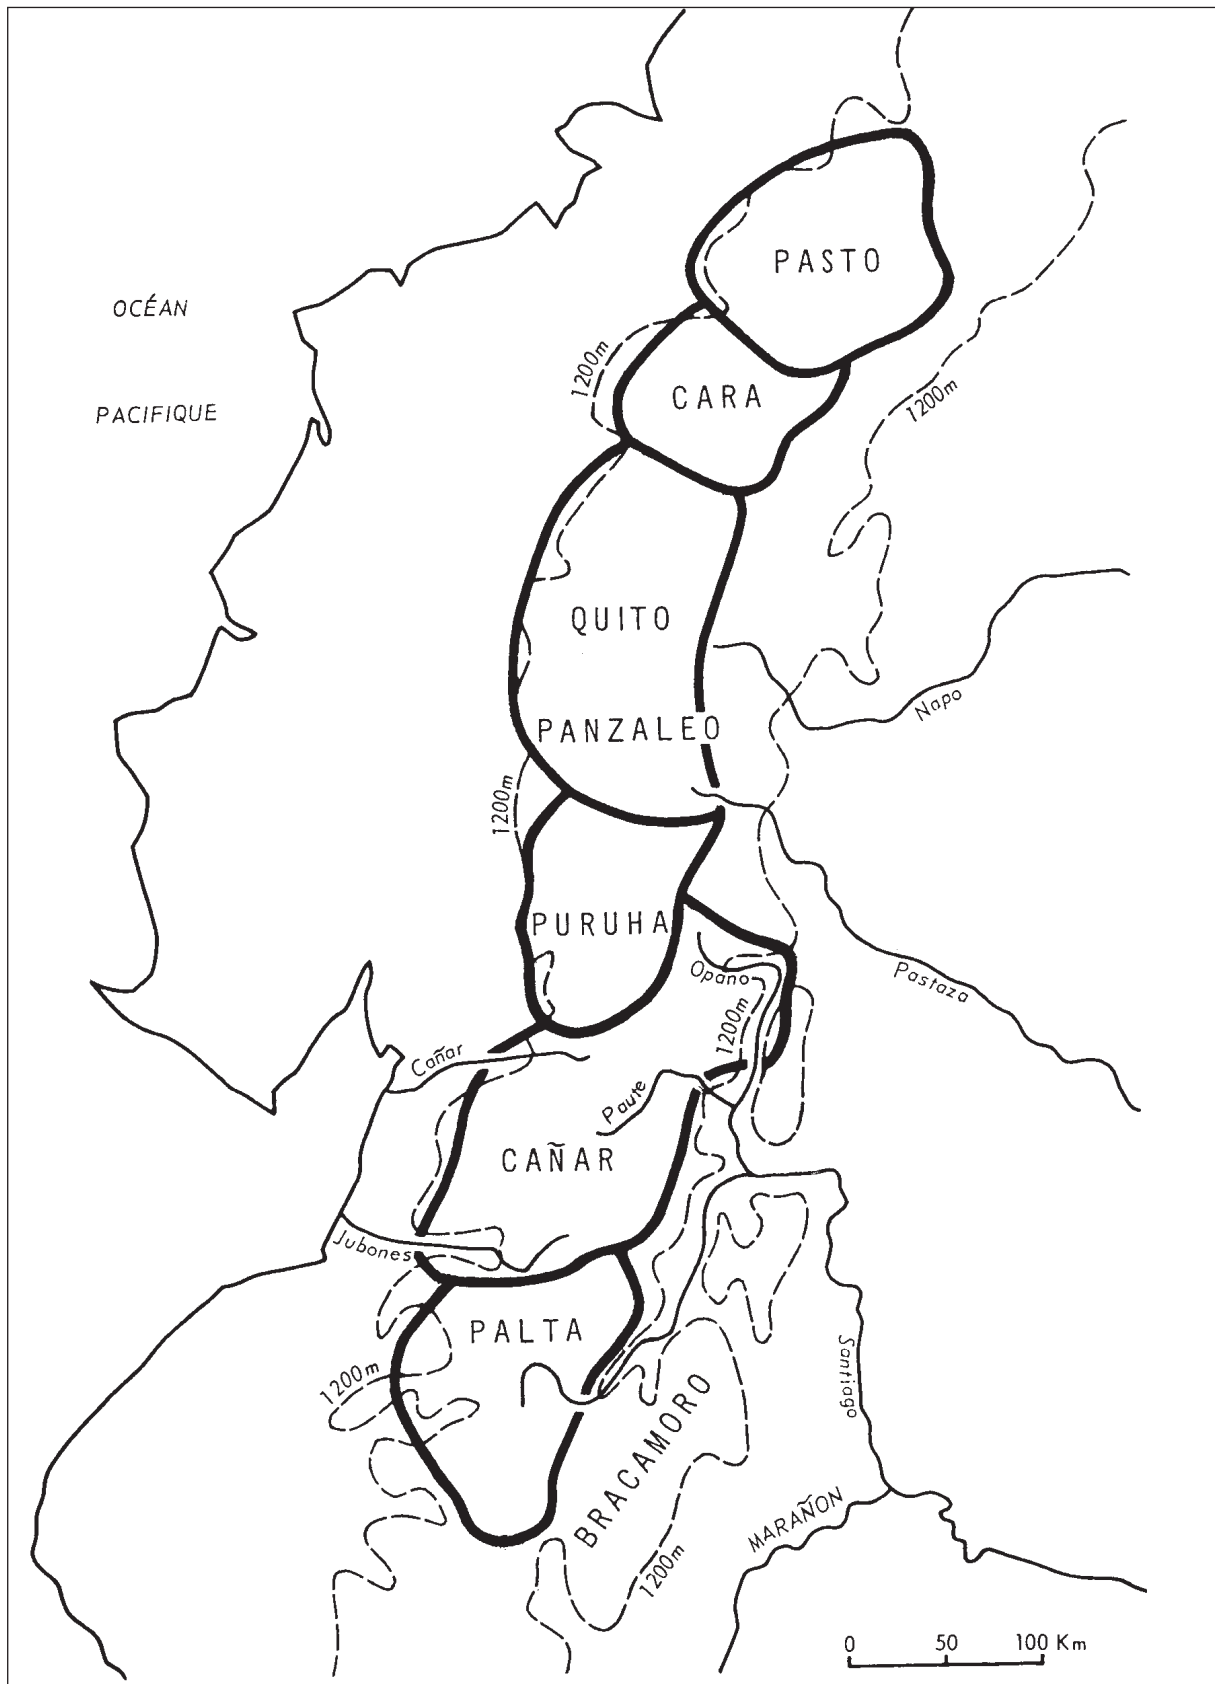 PASTO
OCÉAN
1200m
CARA
1200m
PACIFIQUE
QUITO
Napo
PANZALEO
1200m
PURUHA
Opano
Pastaza
1200m
Cañar
Paute
CAÑAR
Jubones
PALTA
1200m
Santiago
BRACAMORO
MARAÑON
1200m
0 50 100 Km